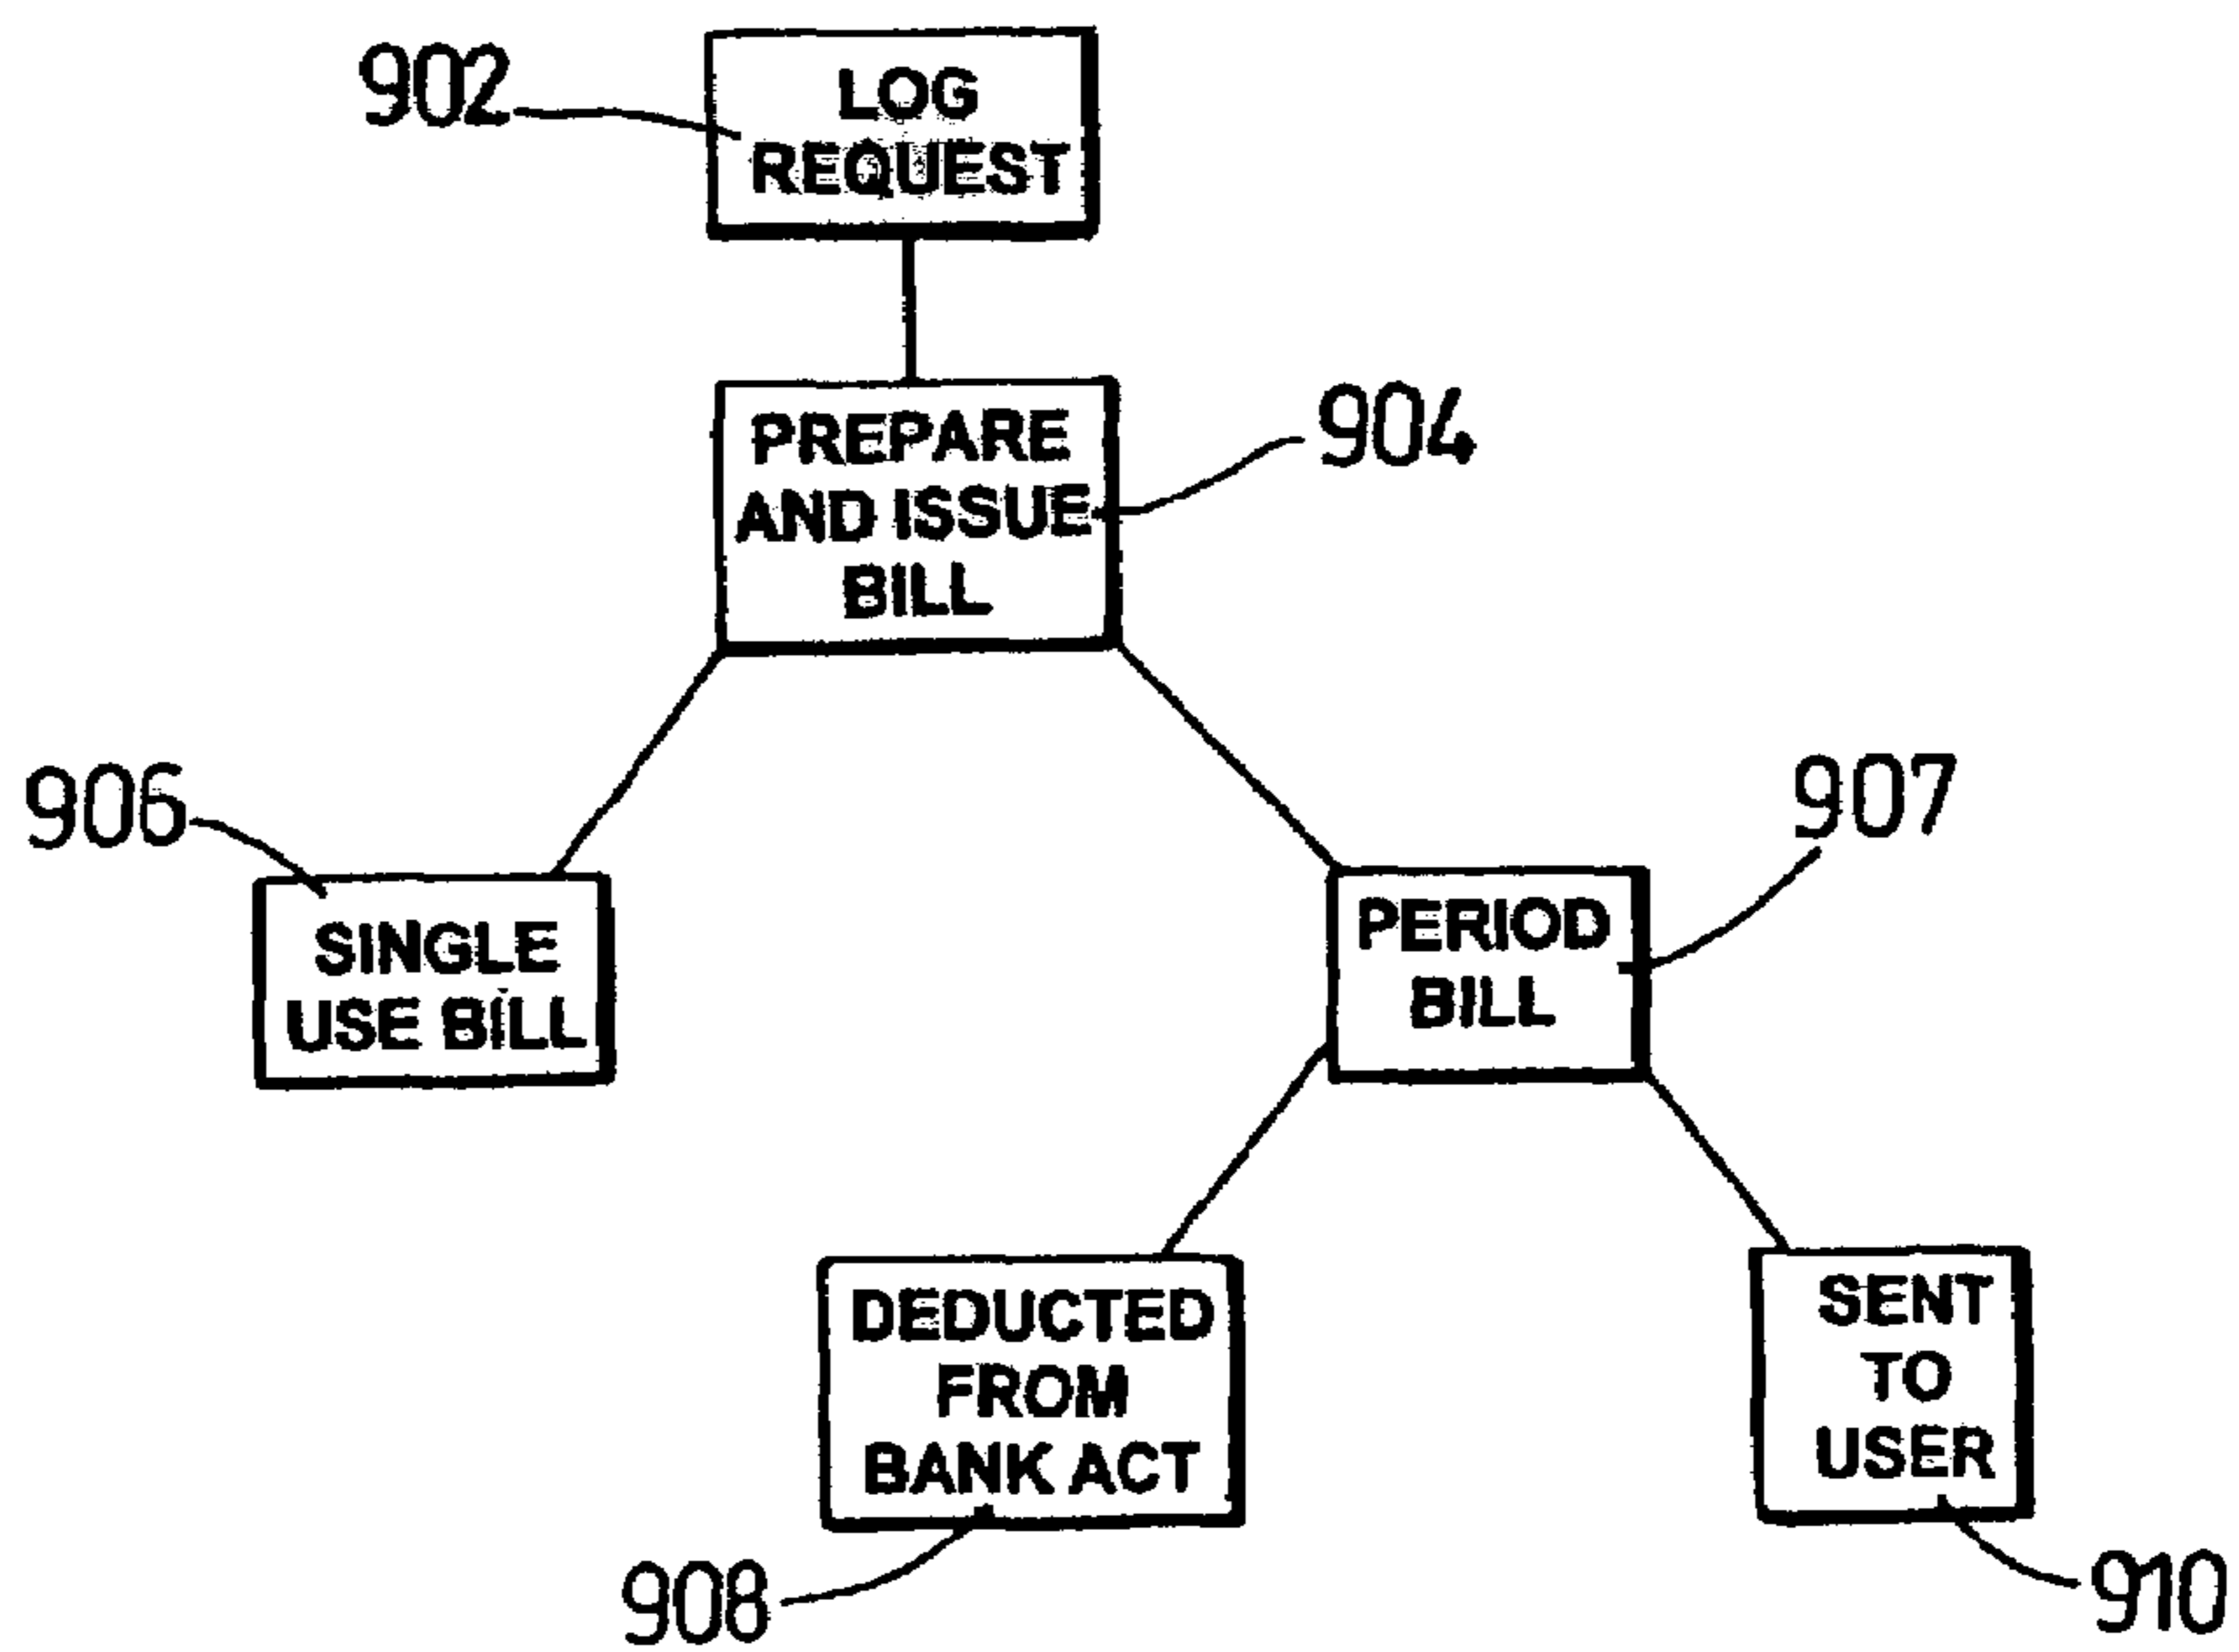 902
LOG
REQUEST
PREPARE
AND ISSUE
BILL
904
906
SINGLE
USE BILL
907
PERIOD
BILL
DEDUCTED
FROM
BANK ACT
908
SENT
TO
USER
910